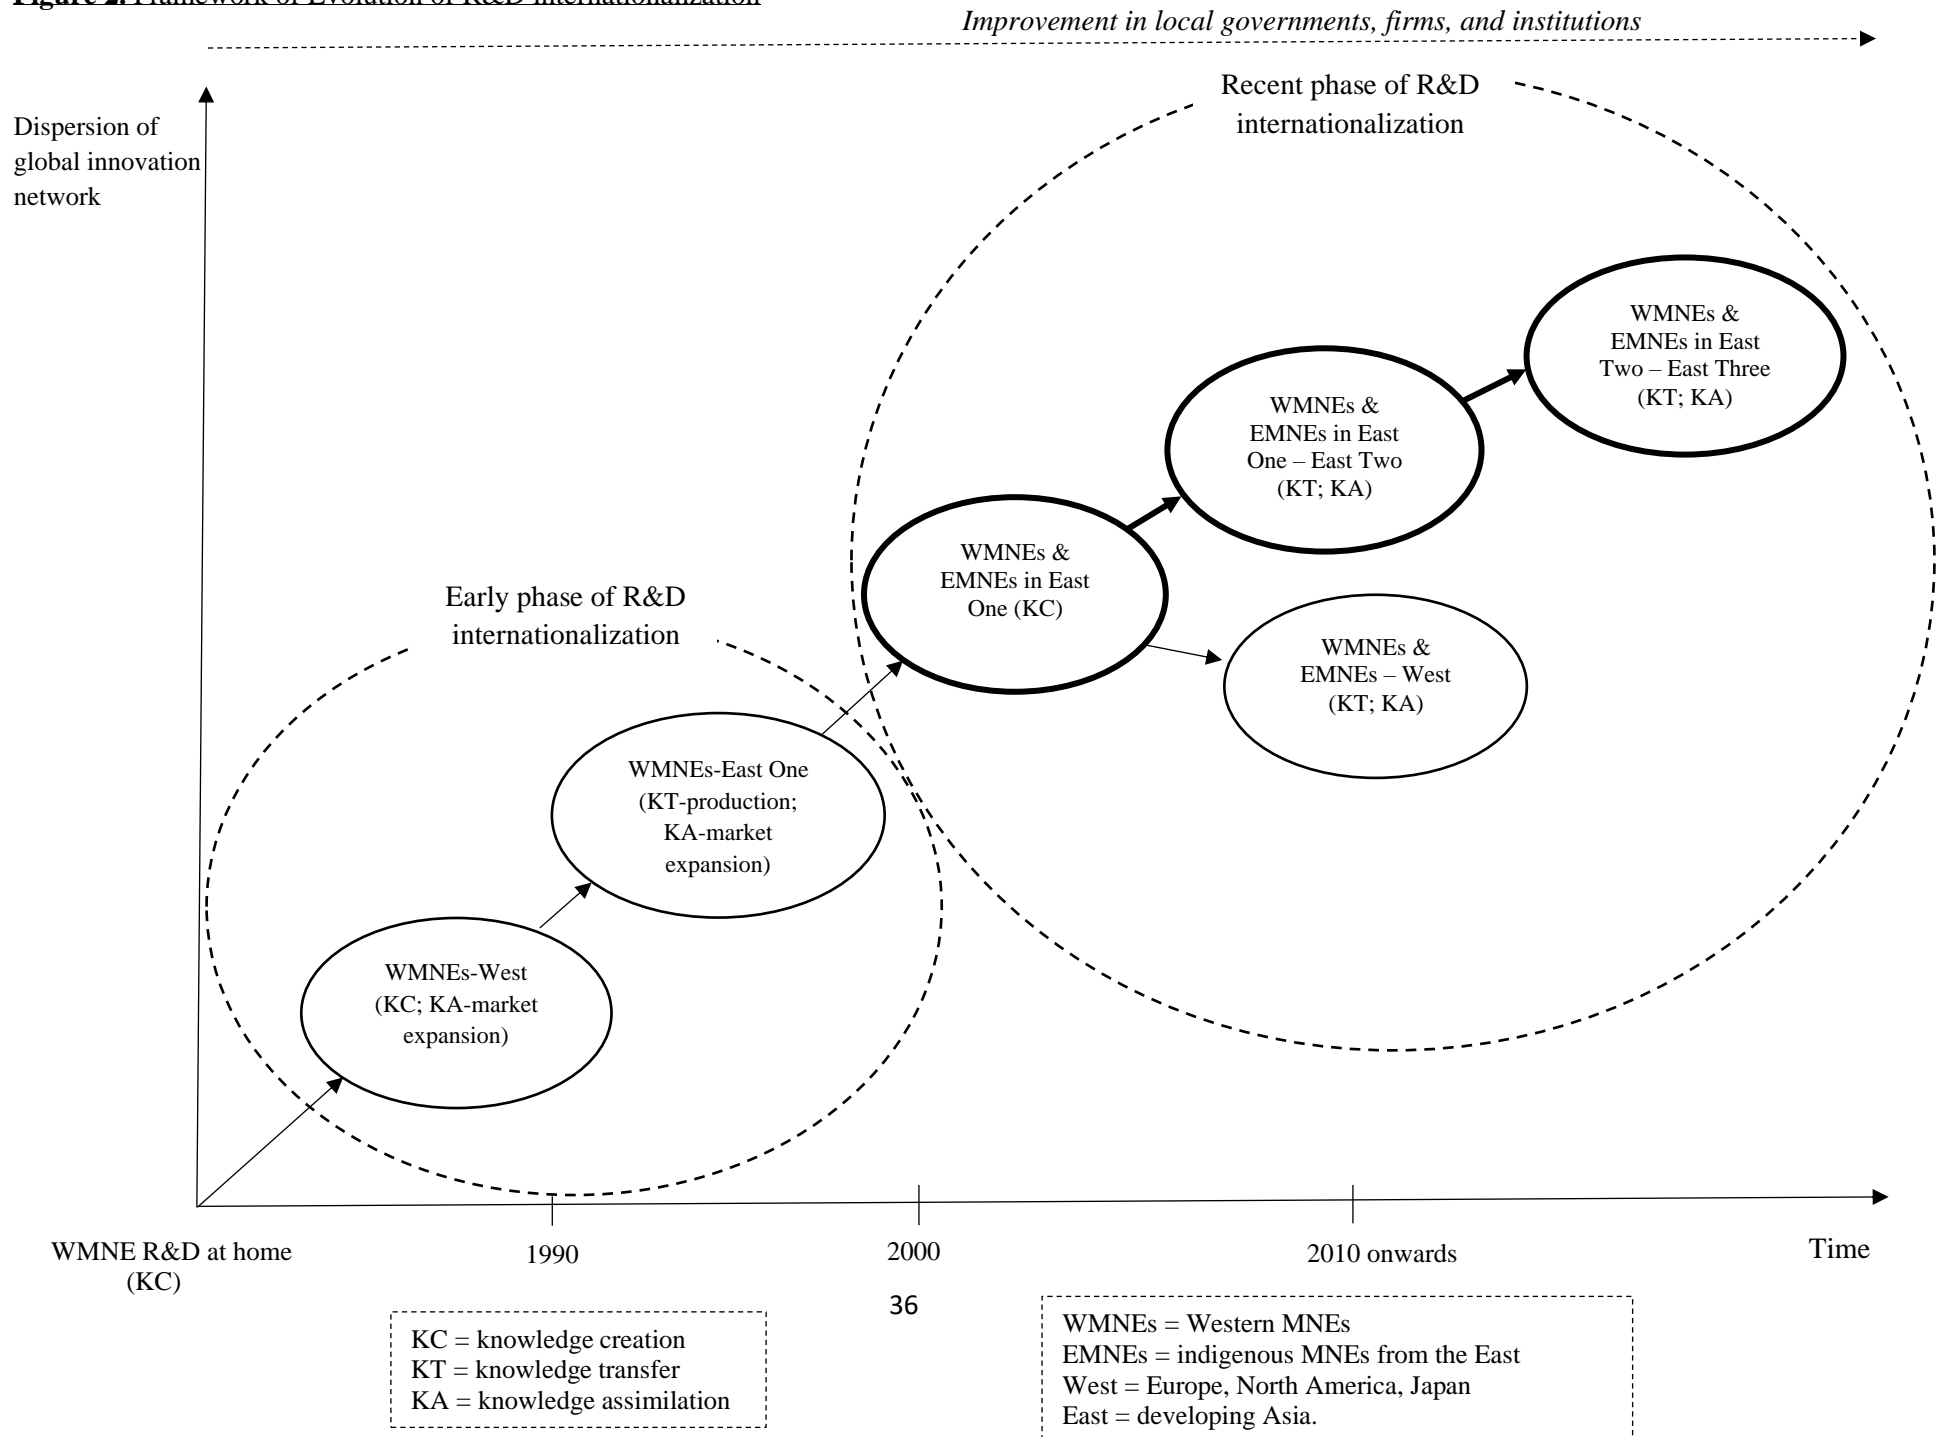 Figure 2. Framework of Evolution of R&D internationalization
Improvement in local governments, firms, and institutions
Recent phase of R&D
internationalization
Dispersion of
global innovation
network
WMNEs &
EMNEs in East
Two – East Three
(KT; KA)
WMNEs &
EMNEs in East
One – East Two
(KT; KA)
WMNEs &
EMNEs in East
One (KC)
WMNEs &
EMNEs – West
(KT; KA)
Early phase of R&D
internationalization
WMNEs-East One
(KT-production;
KA-market
expansion)
WMNEs-West
(KC; KA-market
expansion)
WMNE R&D at home
(KC)
1990
2000
2010 onwards
Time
36
KC = knowledge creation
KT = knowledge transfer
KA = knowledge assimilation
WMNEs = Western MNEs
EMNEs = indigenous MNEs from the East
West = Europe, North America, Japan
East = developing Asia.